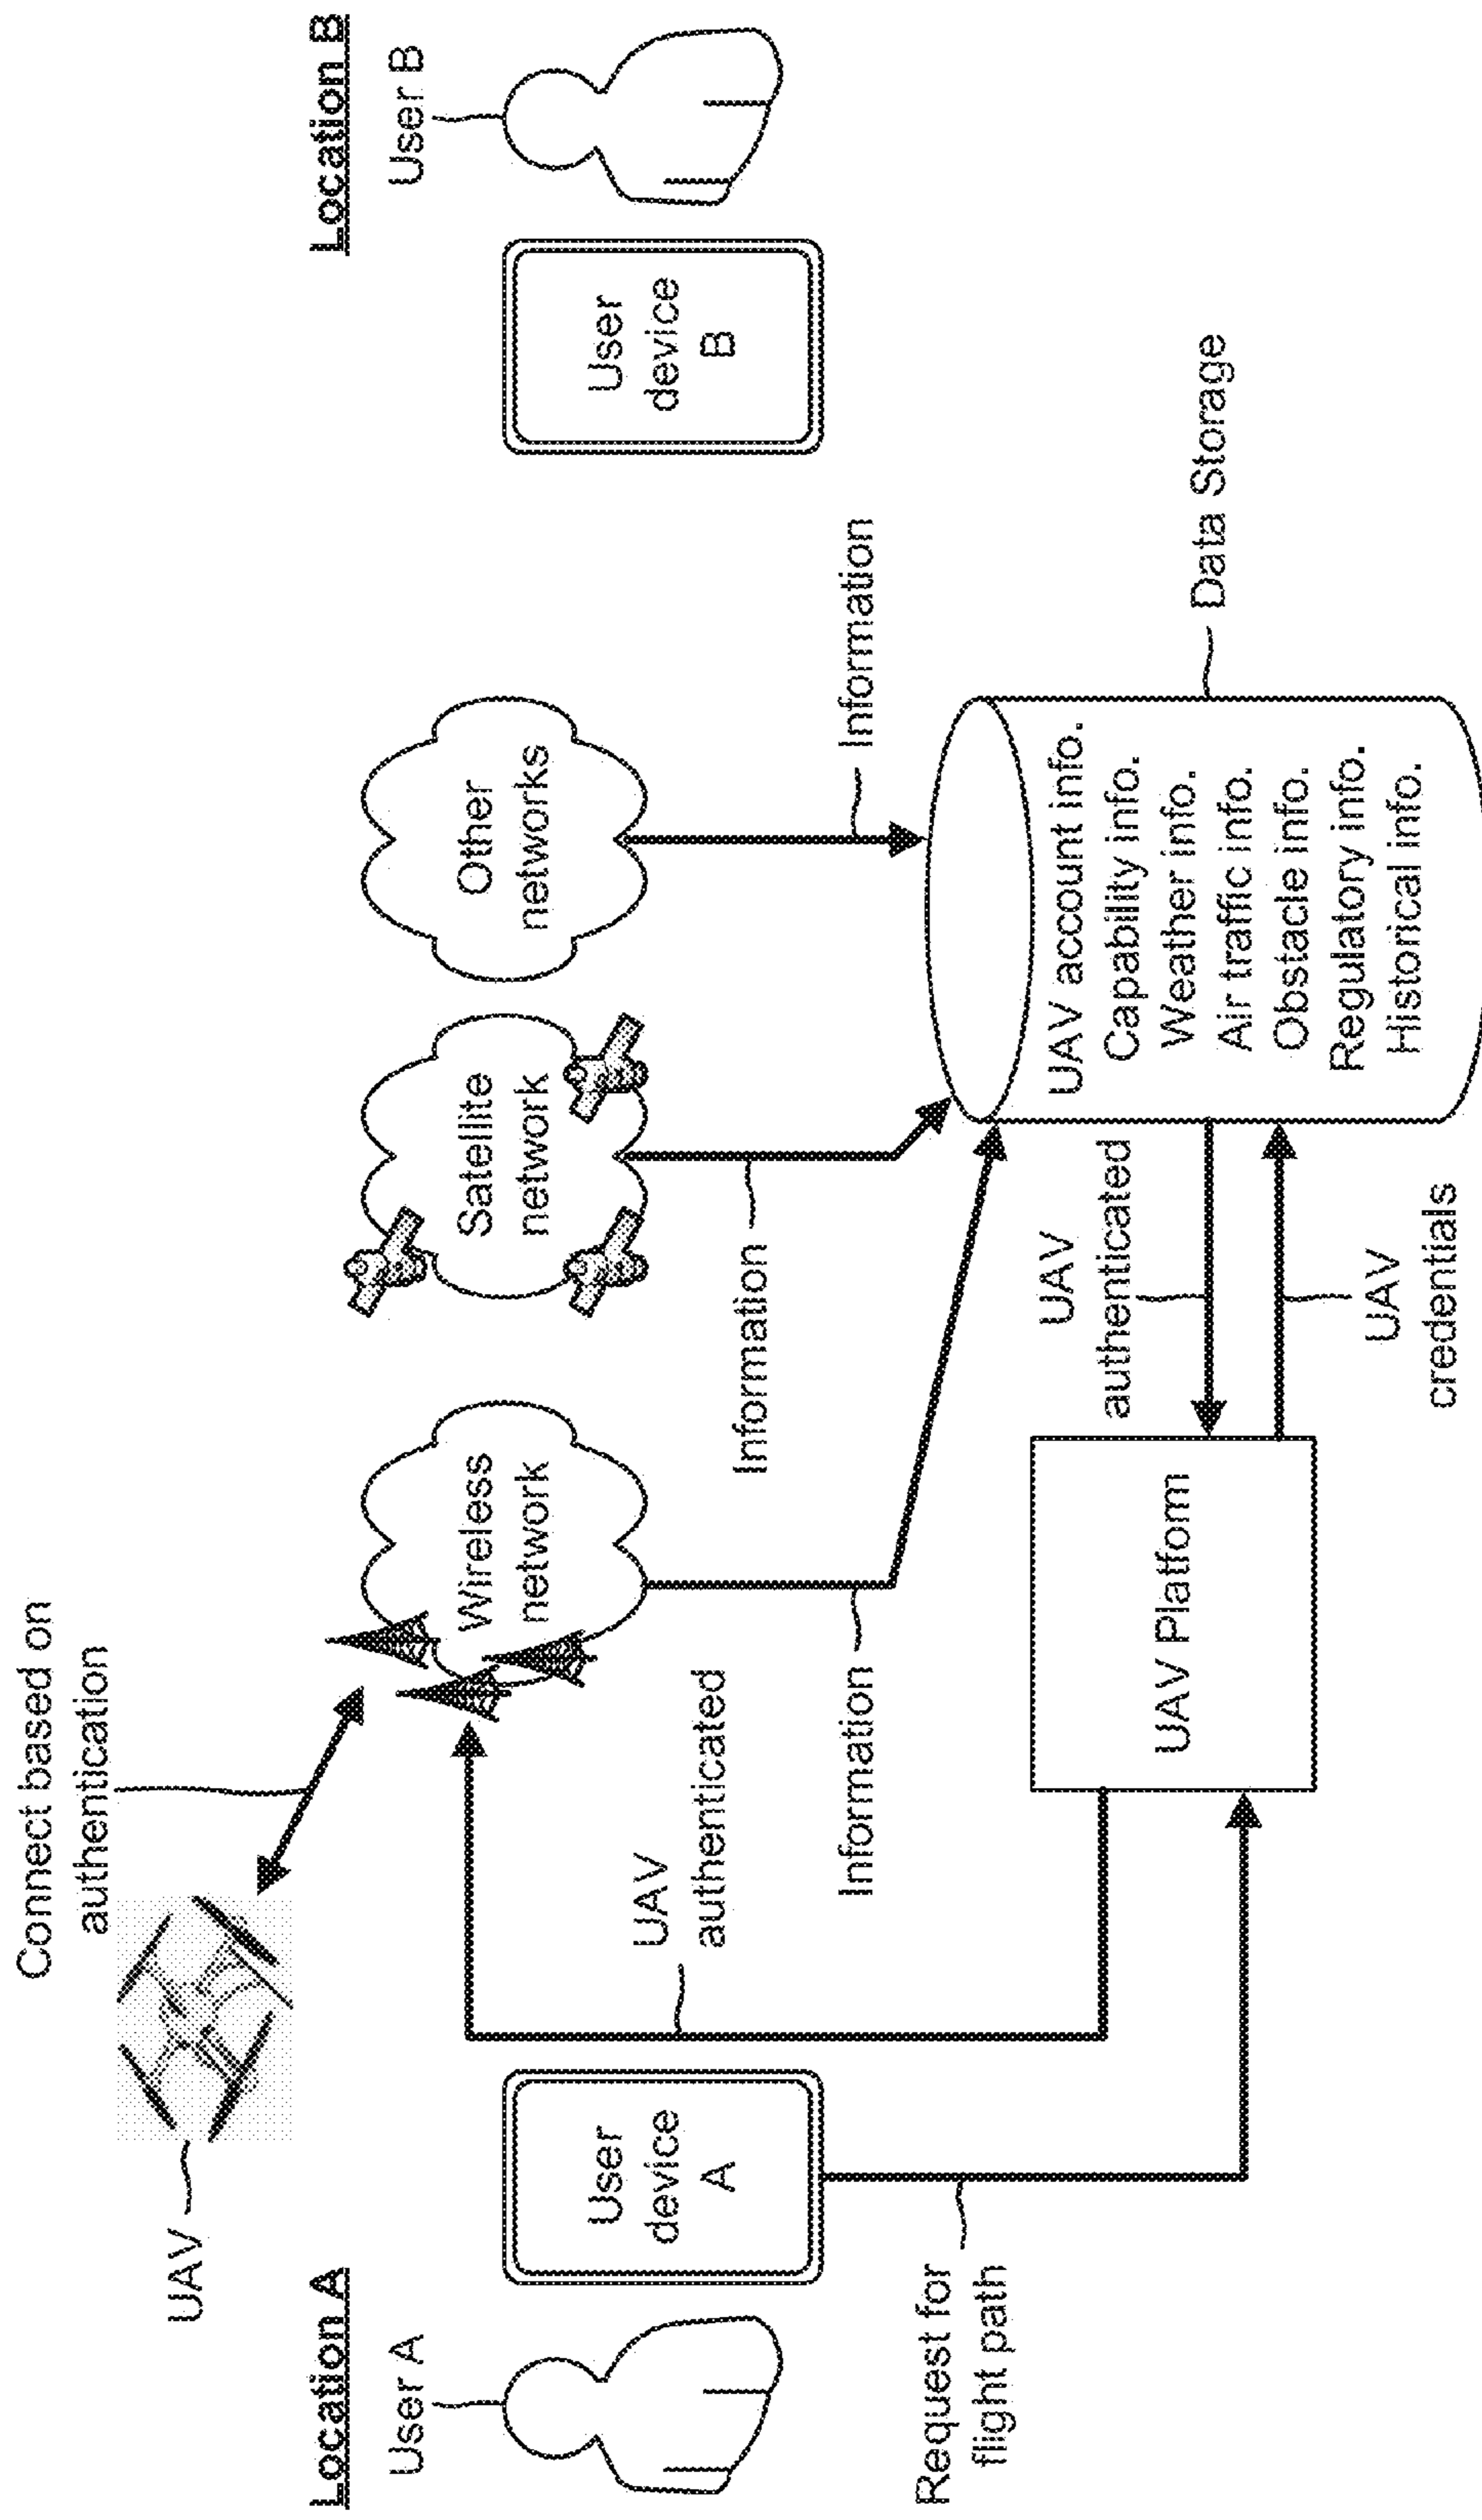 Connect based on
authentication
UAV
Location A
User A
User
device
A
Request for
flight path
UAV
authenticated
Wireless
network
Information
Satellite
network
Information
Other
networks
Information
Location B
User B
User
device
B
UAV Platform
UAV
authenticated
UAV
credentials
UAV account info.
Capability info.
Weather info.
Air traffic info.
Obstacle info.
Regulatory info.
Historical info.
Data Storage